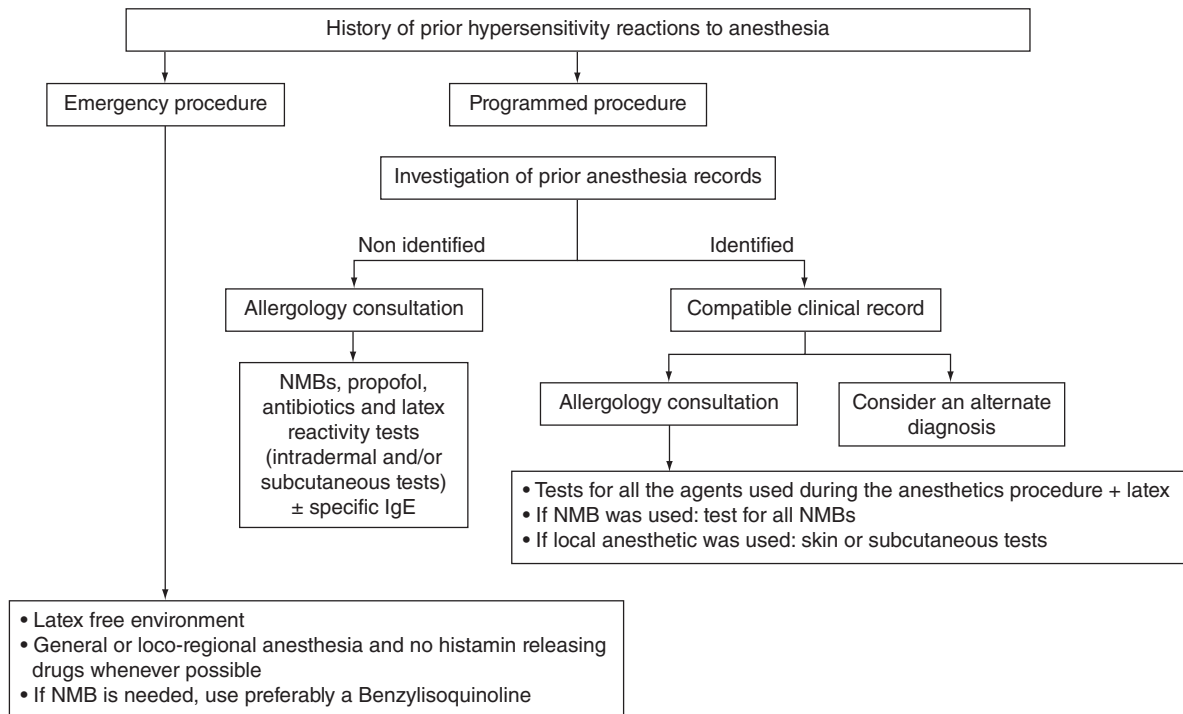 History of prior hypersensitivity reactions to anesthesia
Emergency procedure
Programmed procedure
Investigation of prior anesthesia records
Non identified
Identified
Allergology consultation
Compatible clinical record
NMBs, propofol,
antibiotics and latex
reactivity tests
(intradermal and/or
subcutaneous tests)
± specific IgE
Allergology consultation
Consider an alternate
diagnosis
• Tests for all the agents used during the anesthetics procedure + latex
• If NMB was used: test for all NMBs
• If local anesthetic was used: skin or subcutaneous tests
• Latex free environment
• General or loco-regional anesthesia and no histamin releasing
drugs whenever possible
• If NMB is needed, use preferably a Benzylisoquinoline